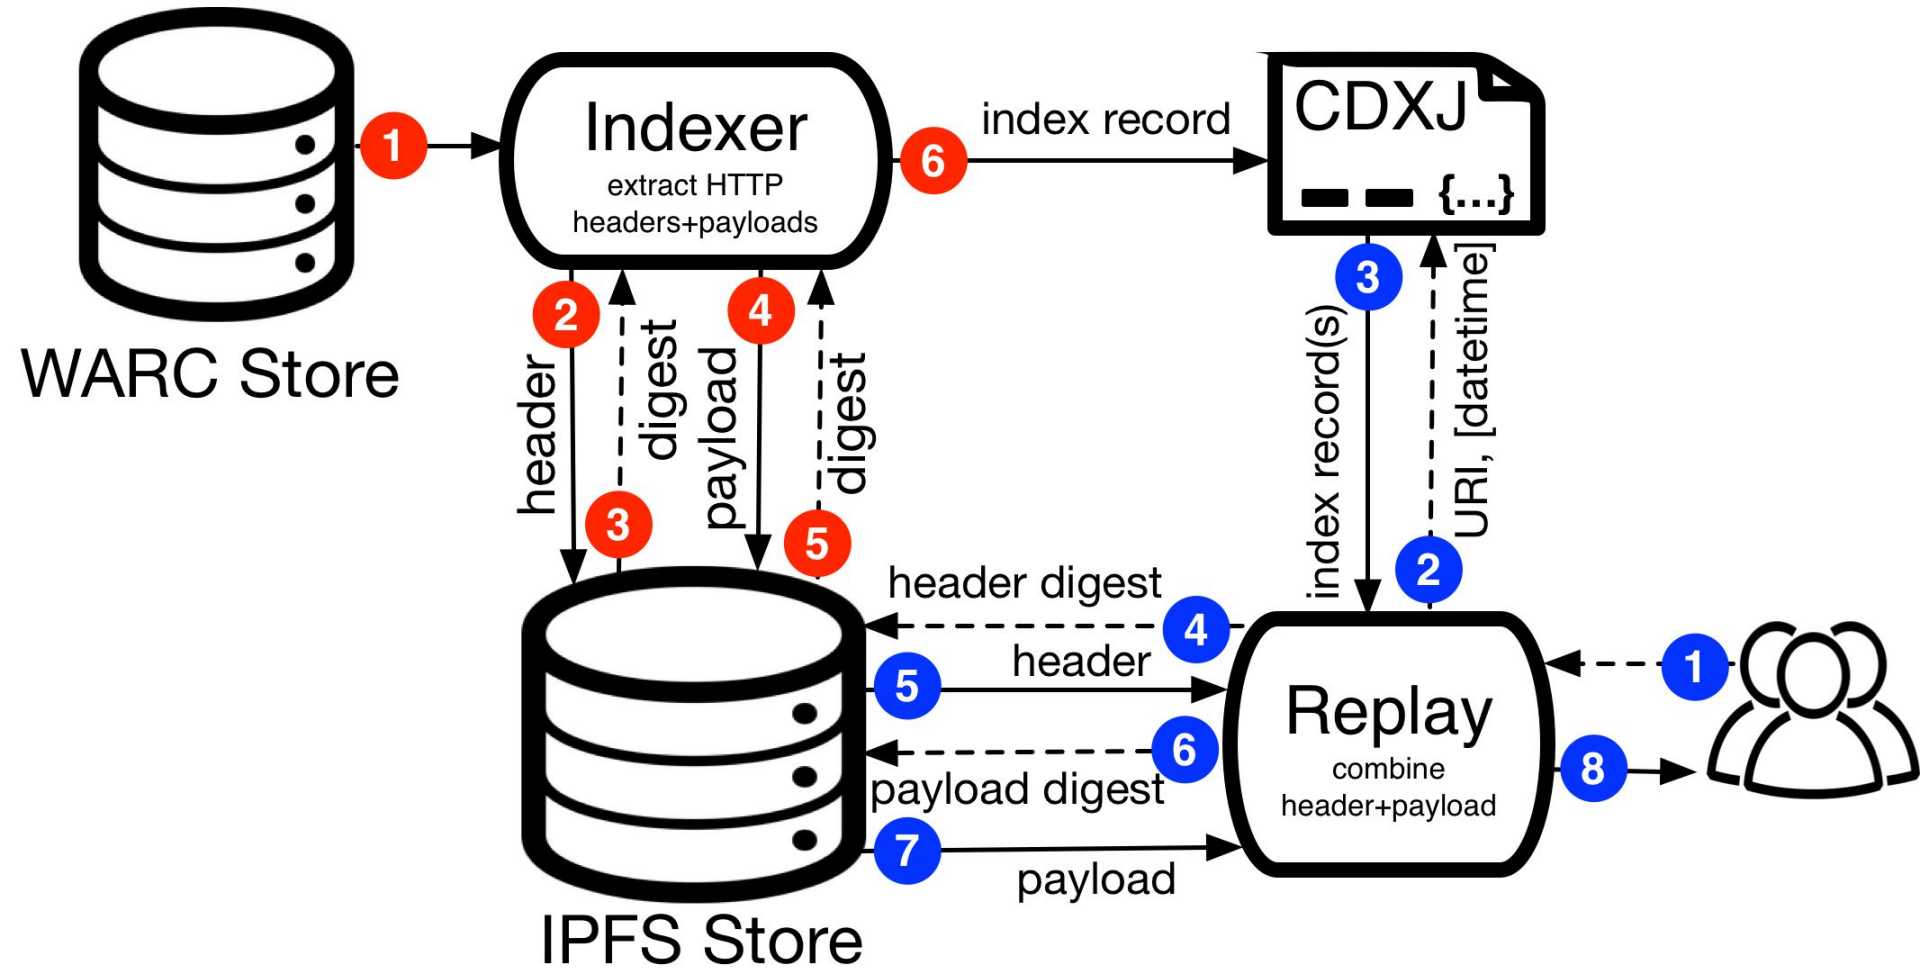 1
Indexer
extract HTTP
headers+payloads
6
index record
CDXJ
{...}
WARC Store
2
header
3
digest
4
payload
5
digest
3
index record(s)
2
URI, [datetime]
header digest
4
header
5
6
payload digest
7
payload
Replay
combine
header+payload
1
8
IPFS Store